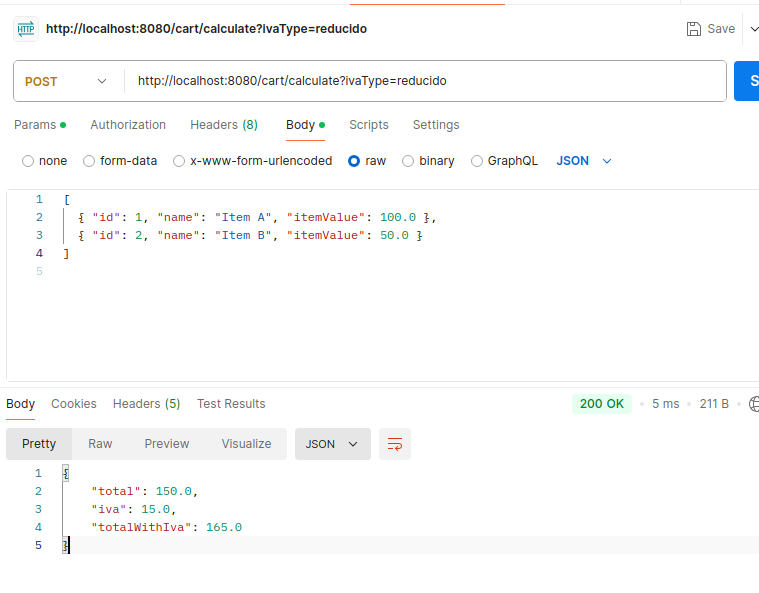 HTTP http://localhost:8080/cart/calculate?ivaType=reducido Save
POST http://localhost:8080/cart/calculate?ivaType=reducido S
Params Authorization Headers (8) Body Scripts Settings
none form-data x-www-form-urlencoded raw binary GraphQL JSON
1 [
2 { "id": 1, "name": "Item A", "itemValue": 100.0 },
3 { "id": 2, "name": "Item B", "itemValue": 50.0 }
4 ]
5
Body Cookies Headers (5) Test Results 200 OK • 5 ms • 211 B •
Pretty Raw Preview Visualize JSON
1 {
2 "total": 150.0,
3 "iva": 15.0,
4 "totalWithIva": 165.0
5 }